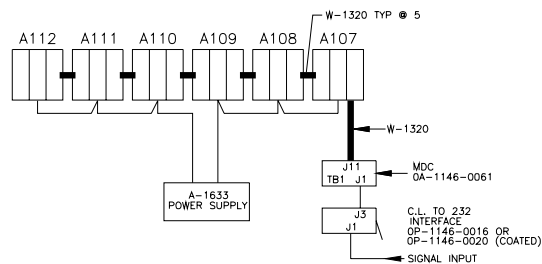 W-1320 TYP @ 5
A112 A111 A110 A109 A108 A107
W-1320
J11
TB1 J1
MDC
0A-1146-0061
A-1633
POWER SUPPLY
J3
J1
C.L. TO 232
INTERFACE
0P-1146-0016 OR
0P-1146-0020 (COATED)
SIGNAL INPUT